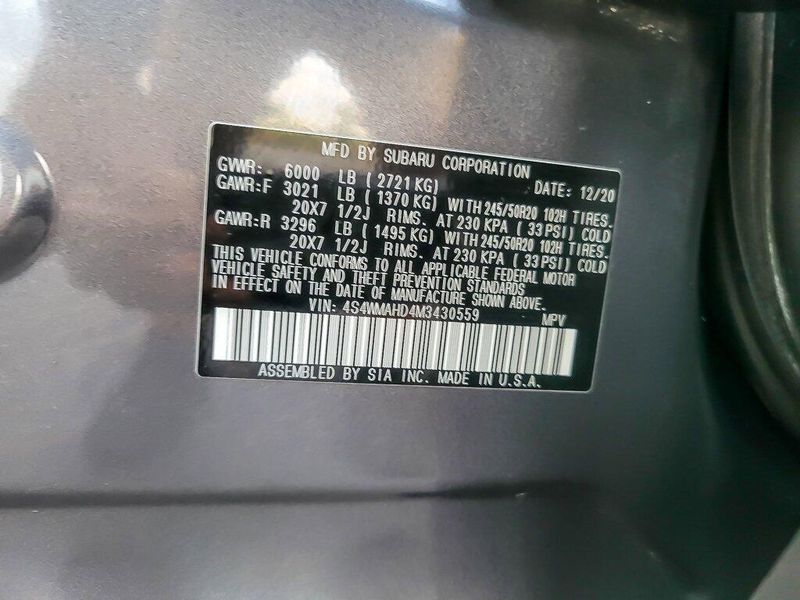 MFD BY SUBARU CORPORATION
GVWR: 6000 LB ( 2721 KG) DATE: 12/20
GAWR:F 3021 LB ( 1370 KG) WITH 245/50R20 102H TIRES.
20X7 1/2J RIMS. AT 230 KPA ( 33 PSI) COLD
GAWR:R 3296 LB ( 1495 KG) WITH 245/50R20 102H TIRES.
20X7 1/2J RIMS. AT 230 KPA ( 33 PSI) COLD
THIS VEHICLE CONFORMS TO ALL APPLICABLE FEDERAL MOTOR
VEHICLE SAFETY AND THEFT PREVENTION STANDARDS
IN EFFECT ON THE DATE OF MANUFACTURE SHOWN ABOVE.
VIN: 4S4WMAHD4M3430559 MPV
ASSEMBLED BY SIA INC. MADE IN U.S.A.